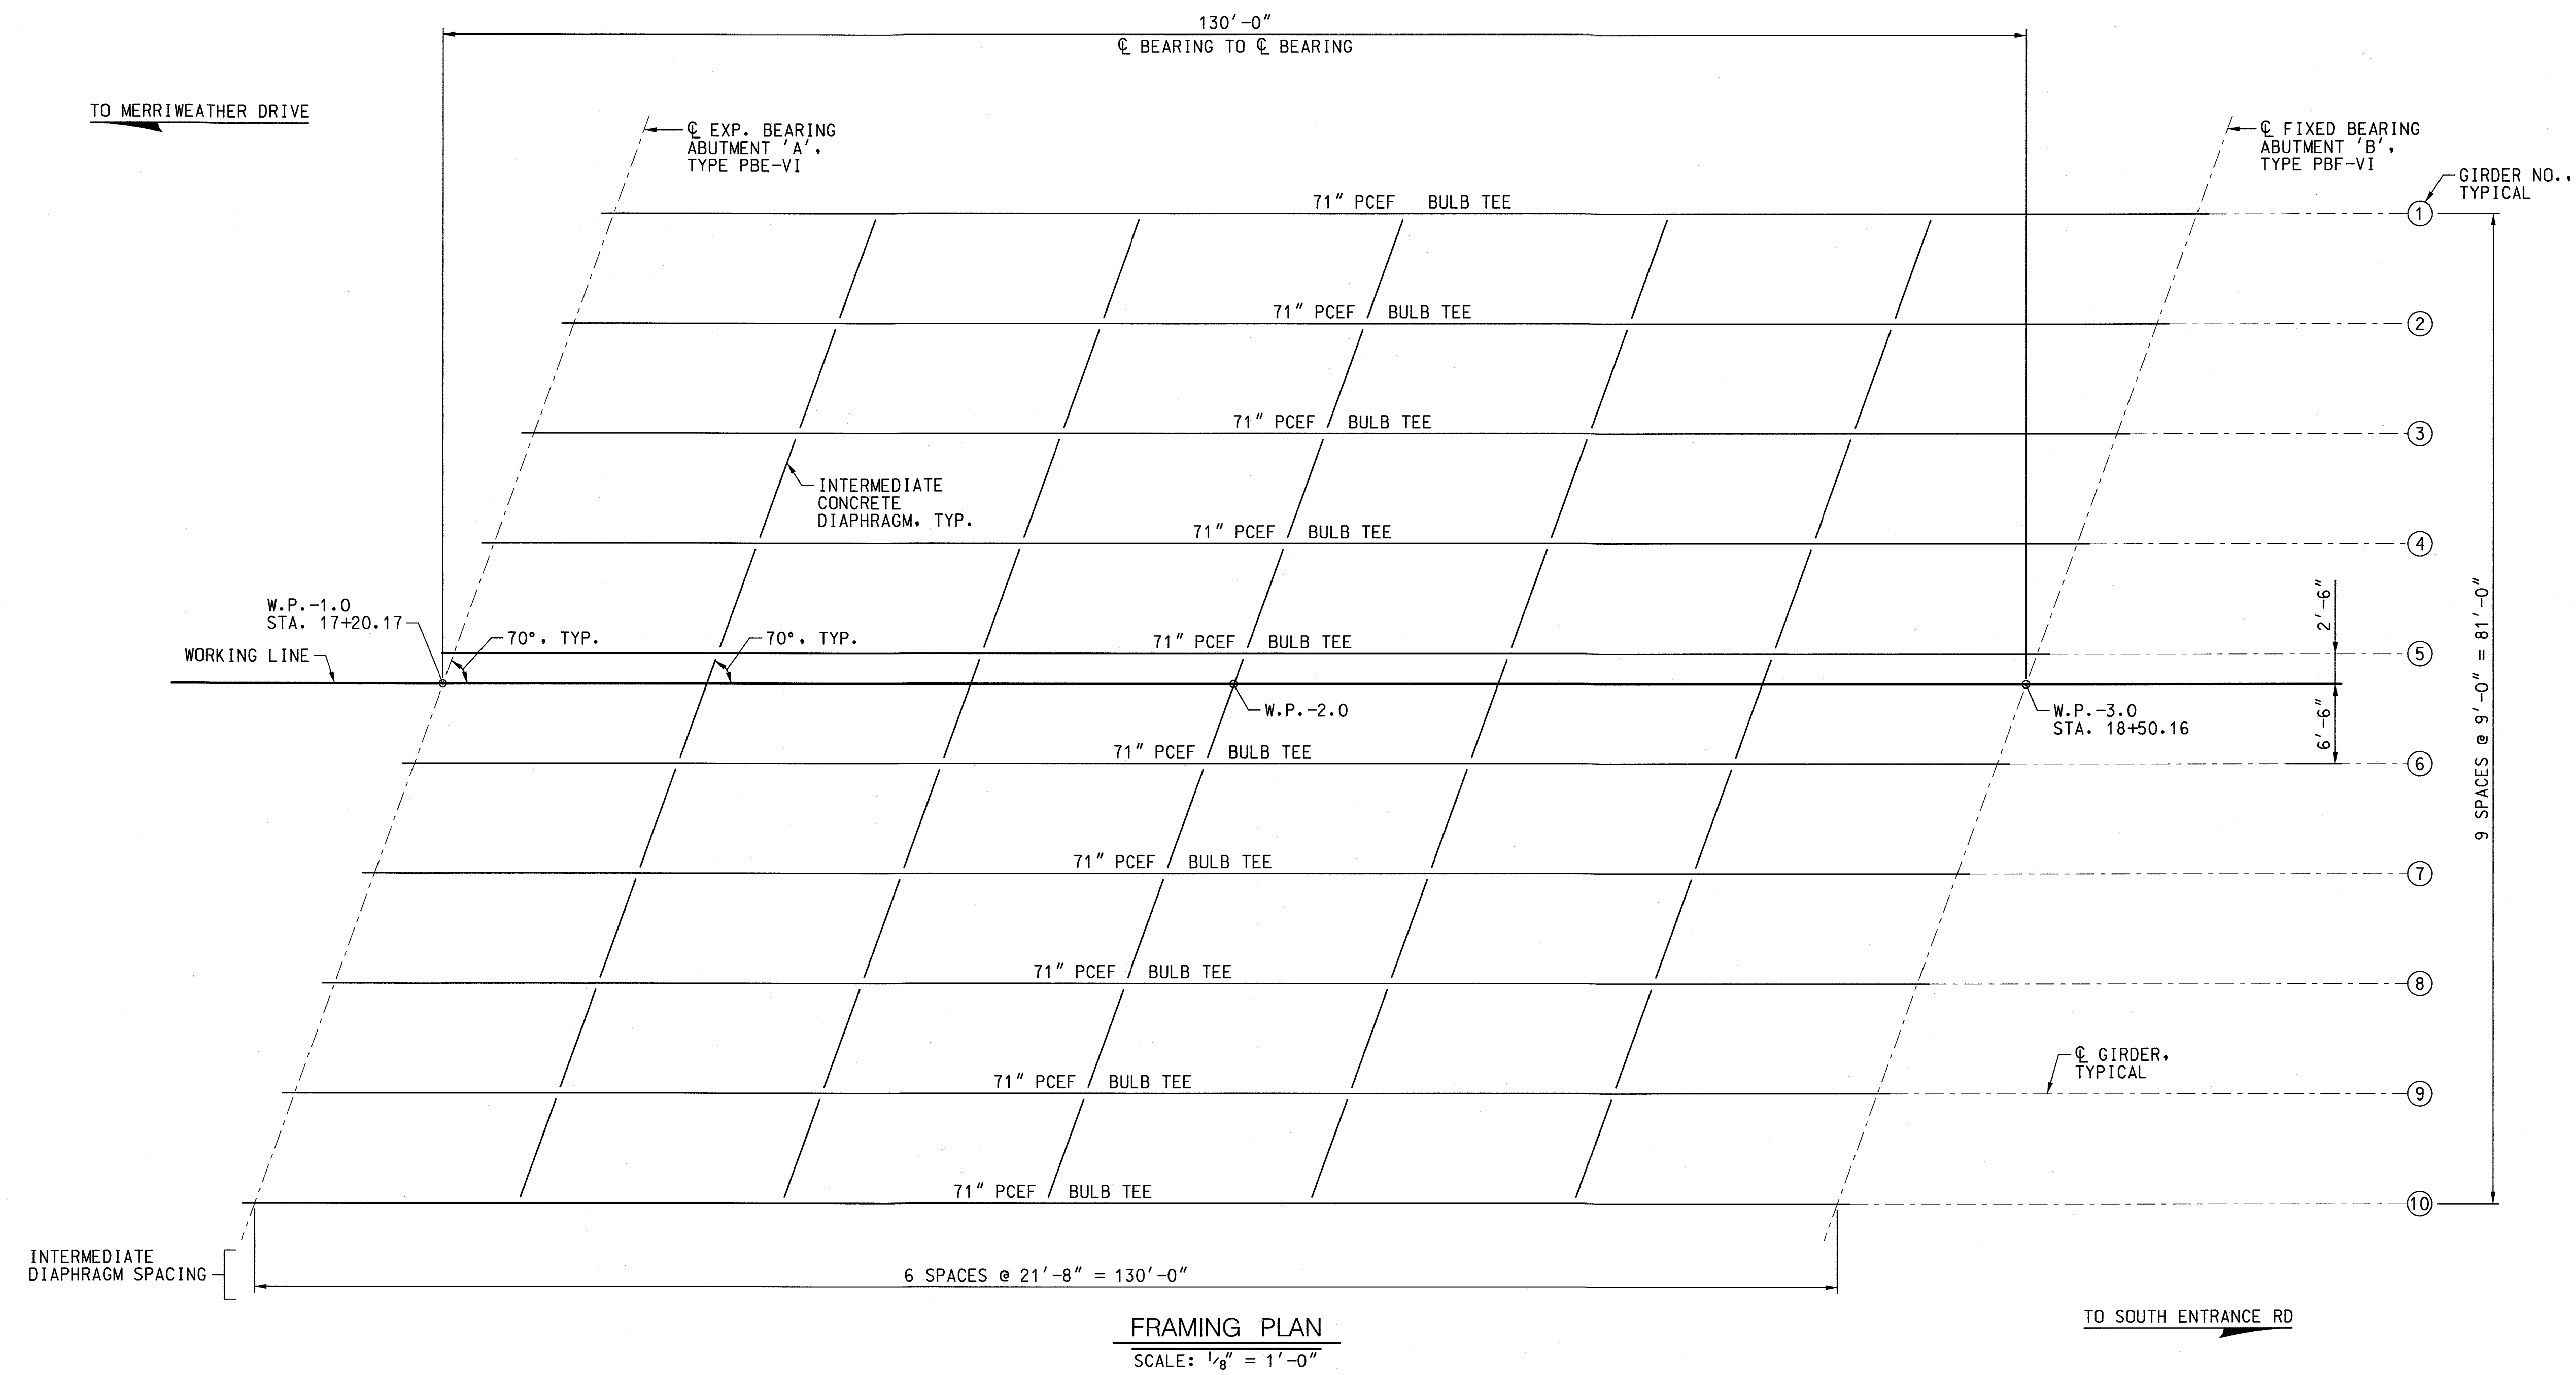 130'-0"
℄ BEARING TO ℄ BEARING
TO MERRIWEATHER DRIVE
℄ EXP. BEARING
ABUTMENT 'A',
TYPE PBE-VI
℄ FIXED BEARING
ABUTMENT 'B',
TYPE PBF-VI
GIRDER NO.,
TYPICAL
71" PCEF BULB TEE
1
71" PCEF BULB TEE
2
71" PCEF BULB TEE
3
INTERMEDIATE
CONCRETE
DIAPHRAGM, TYP.
71" PCEF BULB TEE
4
W.P.-1.0
STA. 17+20.17
70°, TYP.
70°, TYP.
71" PCEF BULB TEE
2'-6"
5
WORKING LINE
9 SPACES @ 9'-0" = 81'-0"
W.P.-2.0
W.P.-3.0
STA. 18+50.16
6'-6"
71" PCEF BULB TEE
6
71" PCEF BULB TEE
7
71" PCEF BULB TEE
8
℄ GIRDER,
TYPICAL
71" PCEF BULB TEE
9
71" PCEF BULB TEE
10
INTERMEDIATE
DIAPHRAGM SPACING
6 SPACES @ 21'-8" = 130'-0"
FRAMING PLAN
SCALE: 1/8" = 1'-0"
TO SOUTH ENTRANCE RD